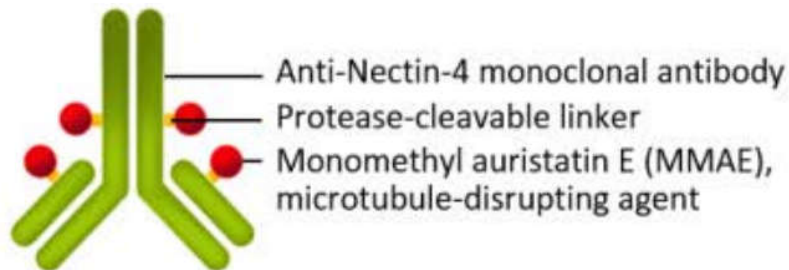 Anti-Nectin-4 monoclonal antibody
Protease-cleavable linker
Monomethyl auristatin E (MMAE),
microtubule-disrupting agent